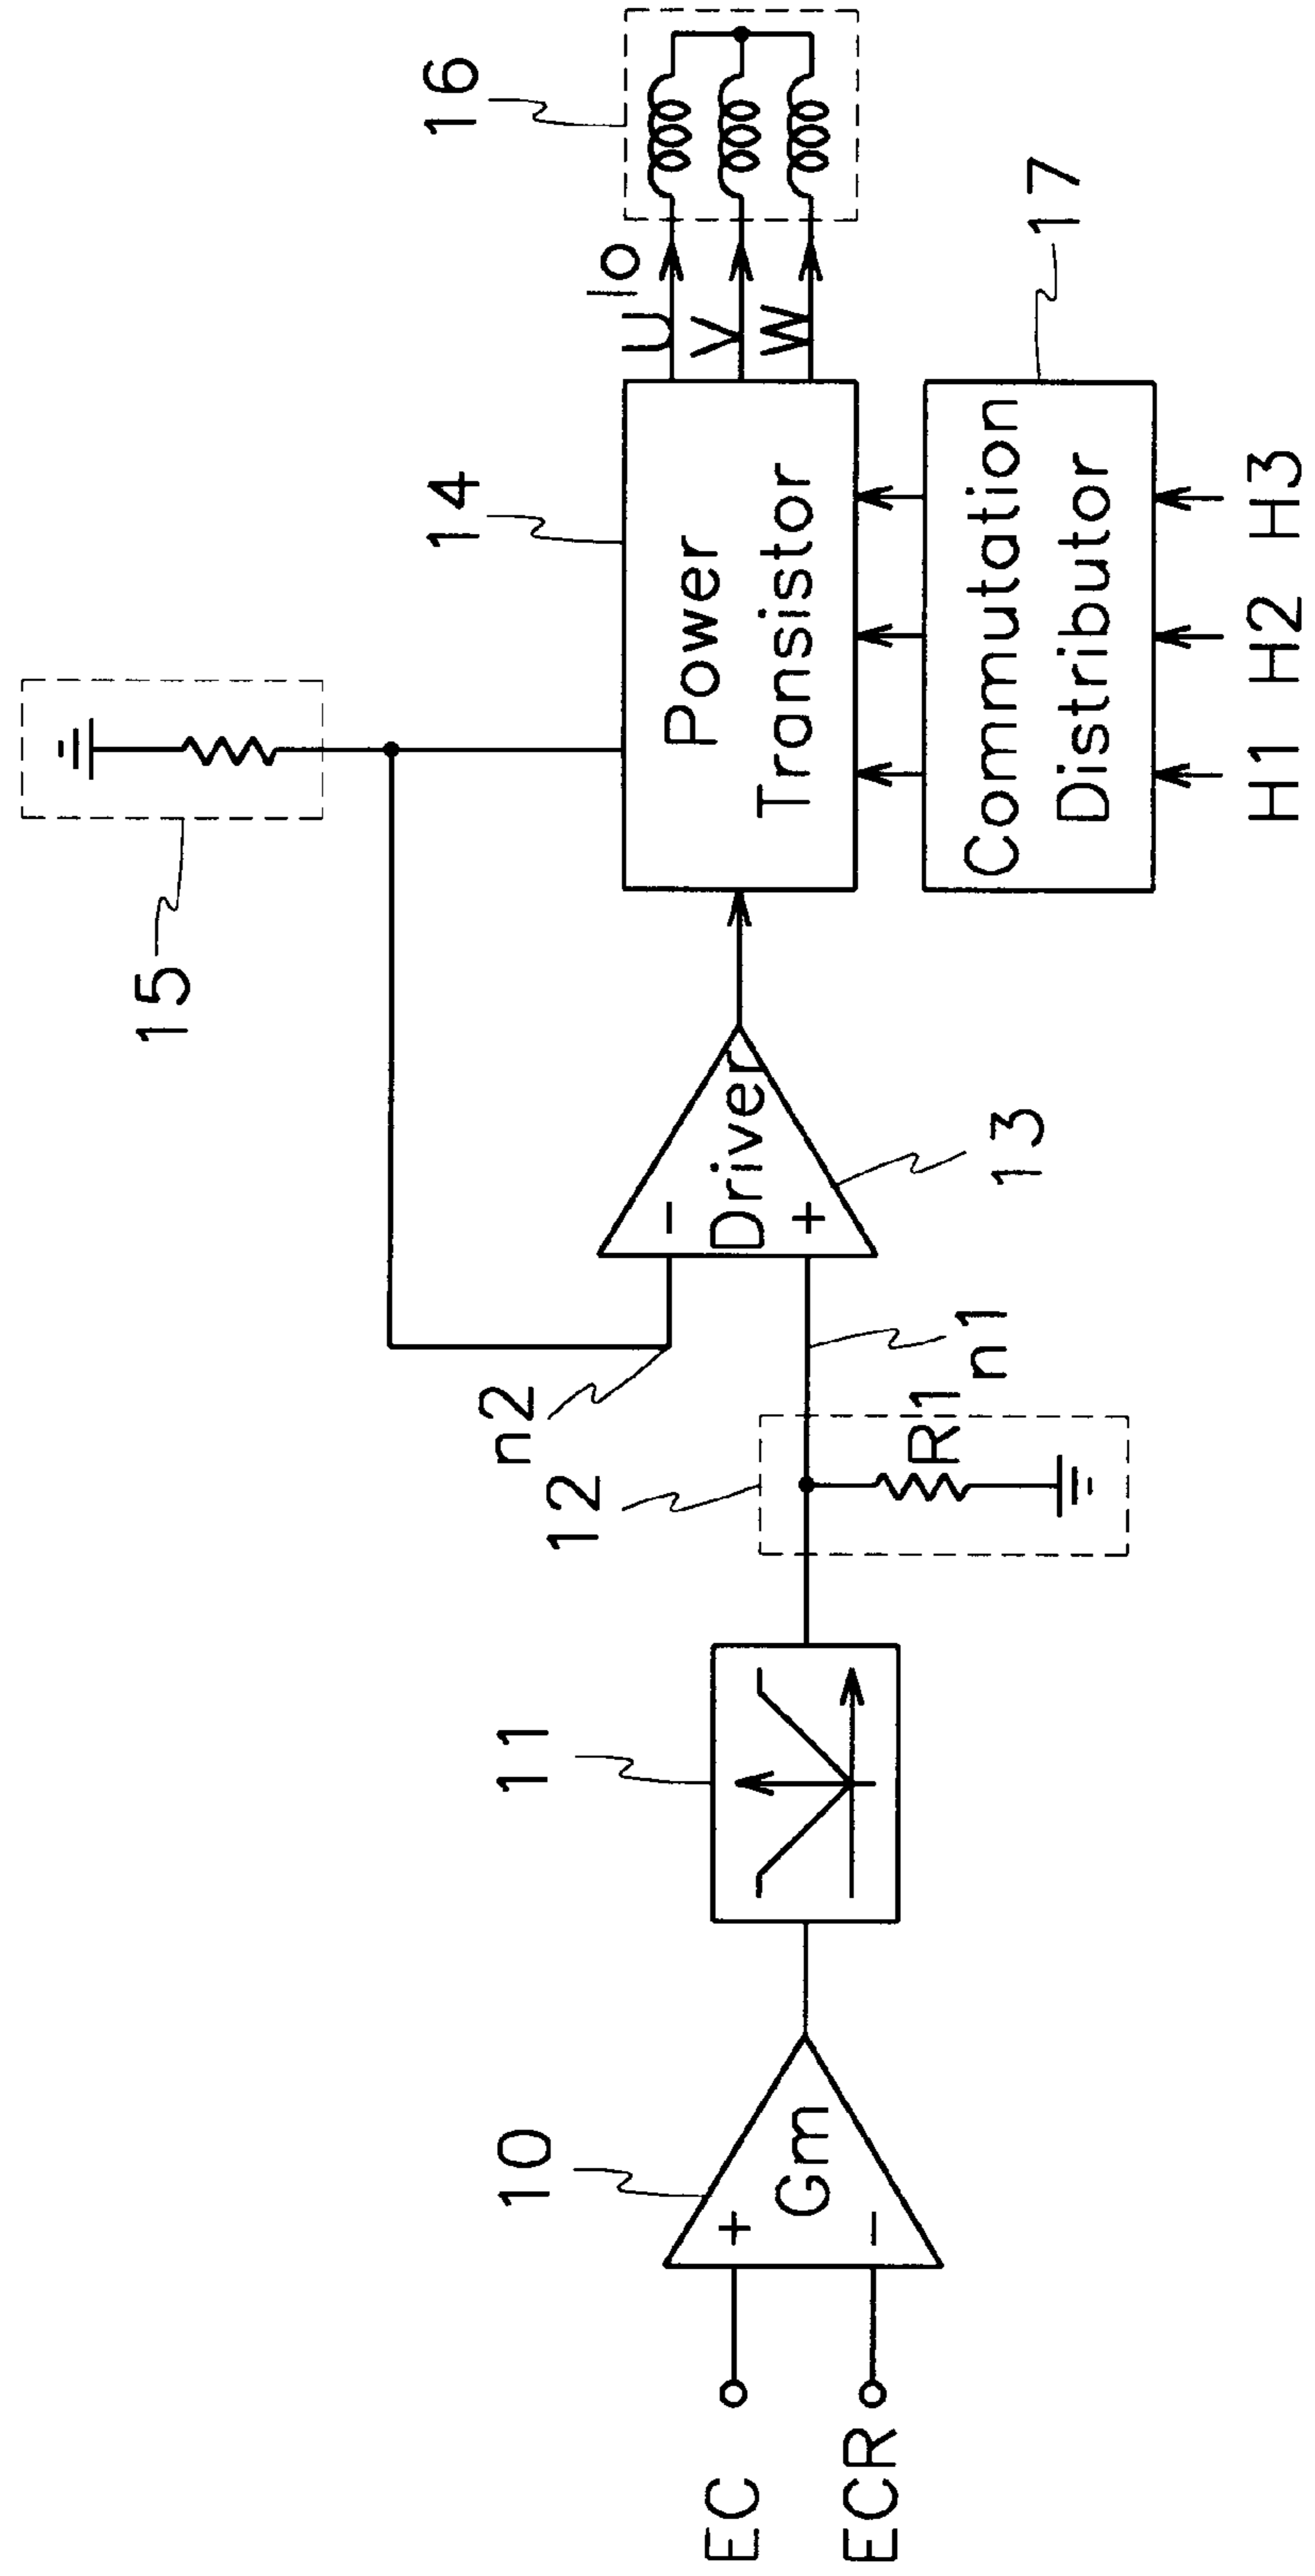 15
14
16
Io
U
V
W
n2
Power
Transistor
12
Driver
-
+
13
11
n1
R1
Commutation
Distributor
17
10
+
Gm
-
EC
ECR
H1 H2 H3